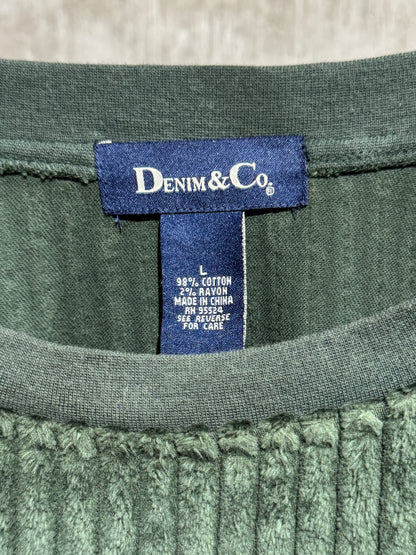 DENIM & CO.®
L
98% COTTON
2% RAYON
MADE IN CHINA
RN 95524
SEE REVERSE
FOR CARE